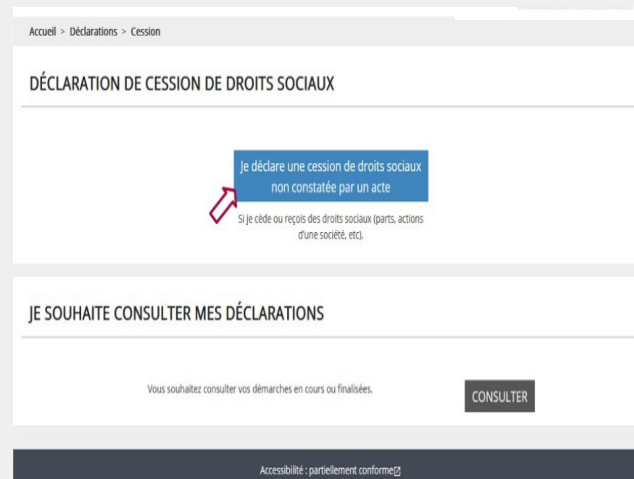 Accueil > Déclarations > Cession
DÉCLARATION DE CESSION DE DROITS SOCIAUX
Je déclare une cession de droits sociaux
non constatée par un acte
Si je cède ou reçois des droits sociaux (parts, actions
d'une société, etc).
JE SOUHAITE CONSULTER MES DÉCLARATIONS
Vous souhaitez consulter vos démarches en cours ou finalisées.
CONSULTER
Accessibilité : partiellement conforme